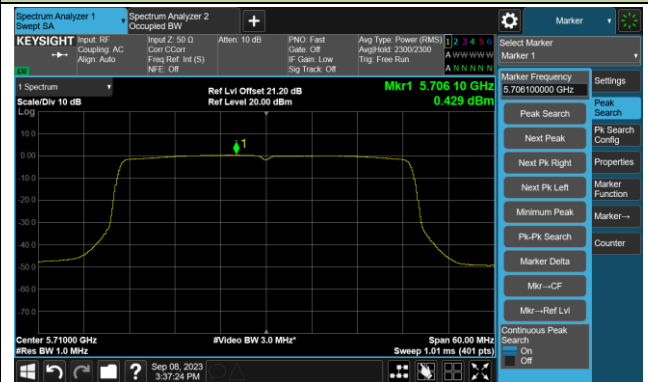 Spectrum Analyzer 1
Swept SA
Spectrum Analyzer 2
Occupied BW
+
Marker
KEYSIGHT
Input: RF
Coupling: AC
Align: Auto
Input Z: 50 Ω
Corr CCorr
Freq Ref: Int (S)
NFE: Off
Atten: 10 dB
PNO: Fast
Gate: Off
IF Gain: Low
Sig Track: Off
Avg Type: Power (RMS)
Avg|Hold: 2300/2300
Trig: Free Run
1 2 3 4 5 6
A W W W W W
A N N N N N
Select Marker
Marker 1
1 Spectrum
Scale/Div 10 dB
Log
Ref Lvl Offset 21.20 dB
Ref Level 20.00 dBm
Mkr1 5.706 10 GHz
0.429 dBm
10.0
0.00
-10.0
-20.0
-30.0
-40.0
-50.0
-60.0
-70.0
1
Center 5.71000 GHz
#Res BW 1.0 MHz
#Video BW 3.0 MHz*
Span 60.00 MHz
Sweep 1.01 ms (401 pts)
Marker Frequency
5.706100000 GHz
Peak Search
Next Peak
Next Pk Right
Next Pk Left
Minimum Peak
Pk-Pk Search
Marker Delta
Mkr→CF
Mkr→Ref Lvl
Continuous Peak
Search
On
Off
Settings
Peak
Search
Pk Search
Config
Properties
Marker
Function
Marker→
Counter
?
Sep 08, 2023
3:37:24 PM